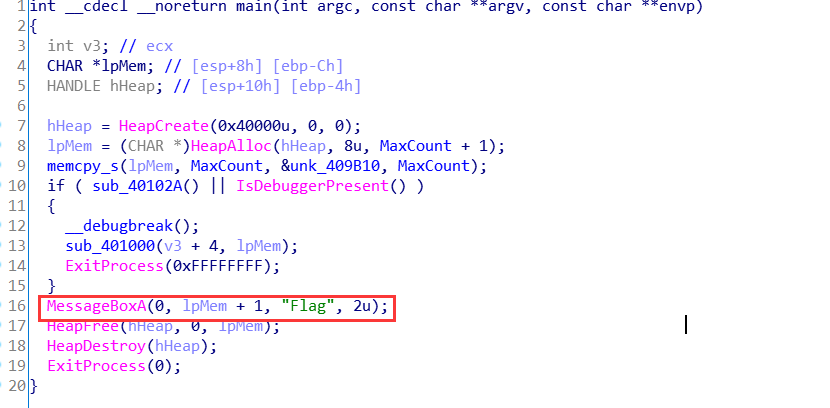 1 int __cdecl __noreturn main(int argc, const char **argv, const char **envp)
2 {
3 int v3; // ecx
4 CHAR *lpMem; // [esp+8h] [ebp-Ch]
5 HANDLE hHeap; // [esp+10h] [ebp-4h]
6
7 hHeap = HeapCreate(0x40000u, 0, 0);
8 lpMem = (CHAR *)HeapAlloc(hHeap, 8u, MaxCount + 1);
9 memcpy_s(lpMem, MaxCount, &unk_409B10, MaxCount);
10 if ( sub_40102A() || IsDebuggerPresent() )
11 {
12 __debugbreak();
13 sub_401000(v3 + 4, lpMem);
14 ExitProcess(0xFFFFFFFF);
15 }
16 MessageBoxA(0, lpMem + 1, "Flag", 2u);
17 HeapFree(hHeap, 0, lpMem);
18 HeapDestroy(hHeap);
19 ExitProcess(0);
20 }